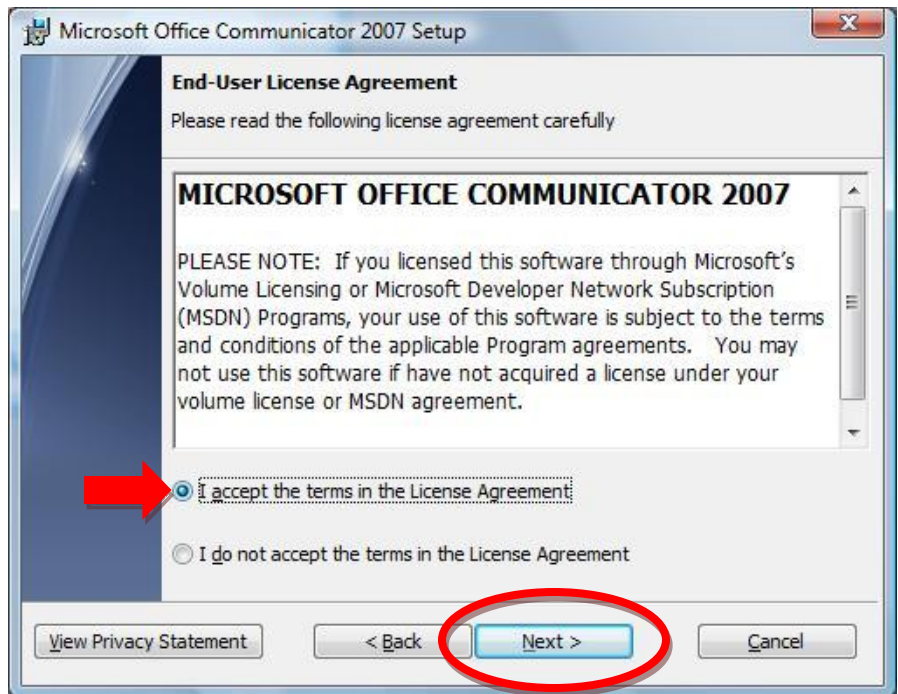 Microsoft Office Communicator 2007 Setup
End-User License Agreement
Please read the following license agreement carefully
MICROSOFT OFFICE COMMUNICATOR 2007
PLEASE NOTE: If you licensed this software through Microsoft's
Volume Licensing or Microsoft Developer Network Subscription
(MSDN) Programs, your use of this software is subject to the terms
and conditions of the applicable Program agreements. You may
not use this software if have not acquired a license under your
volume license or MSDN agreement.
I accept the terms in the License Agreement
I do not accept the terms in the License Agreement
View Privacy Statement < Back Next > Cancel